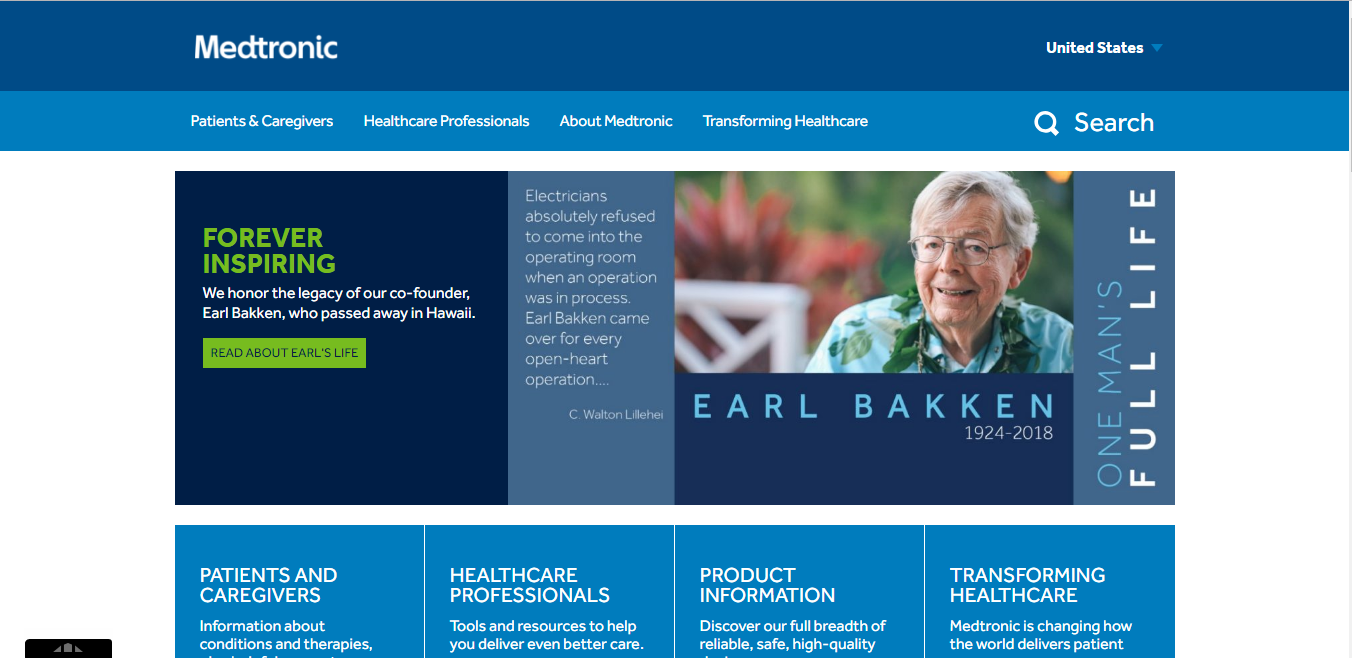 Medtronic
United States
Patients & Caregivers
Healthcare Professionals
About Medtronic
Transforming Healthcare
Search
FOREVER
INSPIRING
We honor the legacy of our co-founder,
Earl Bakken, who passed away in Hawaii.
READ ABOUT EARL'S LIFE
Electricians
absolutely refused
to come into the
operating room
when an operation
was in process.
Earl Bakken came
over for every
open-heart
operation....
C. Walton Lillehei
EARL BAKKEN
1924-2018
ONE MAN'S
FULL LIFE
PATIENTS AND
CAREGIVERS
Information about
conditions and therapies,
HEALTHCARE
PROFESSIONALS
Tools and resources to help
you deliver even better care.
PRODUCT
INFORMATION
Discover our full breadth of
reliable, safe, high-quality
TRANSFORMING
HEALTHCARE
Medtronic is changing how
the world delivers patient